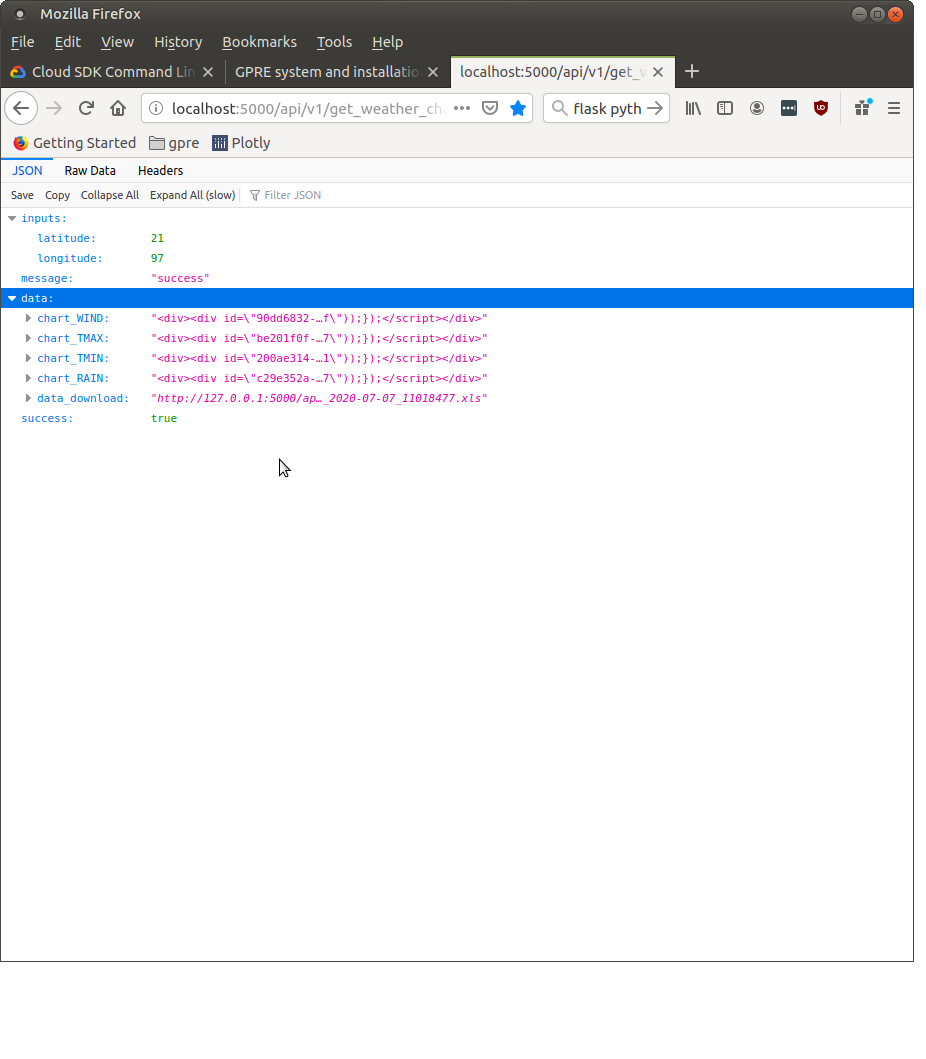 Mozilla Firefox
File Edit View History Bookmarks Tools Help
Cloud SDK Command Lin GPRE system and installatio localhost:5000/api/v1/get_w
localhost:5000/api/v1/get_weather_ch flask pyth
Getting Started gpre Plotly
JSON Raw Data Headers
Save Copy Collapse All Expand All (slow) Filter JSON
inputs:
latitude: 21
longitude: 97
message: "success"
data:
chart_WIND: "<div><div id=\"90dd6832-…f\"));});</script></div>"
chart_TMAX: "<div><div id=\"be201f0f-…7\"));});</script></div>"
chart_TMIN: "<div><div id=\"200ae314-…1\"));});</script></div>"
chart_RAIN: "<div><div id=\"c29e352a-…7\"));});</script></div>"
data_download: "http://127.0.0.1:5000/ap…_2020-07-07_11018477.xls"
success: true